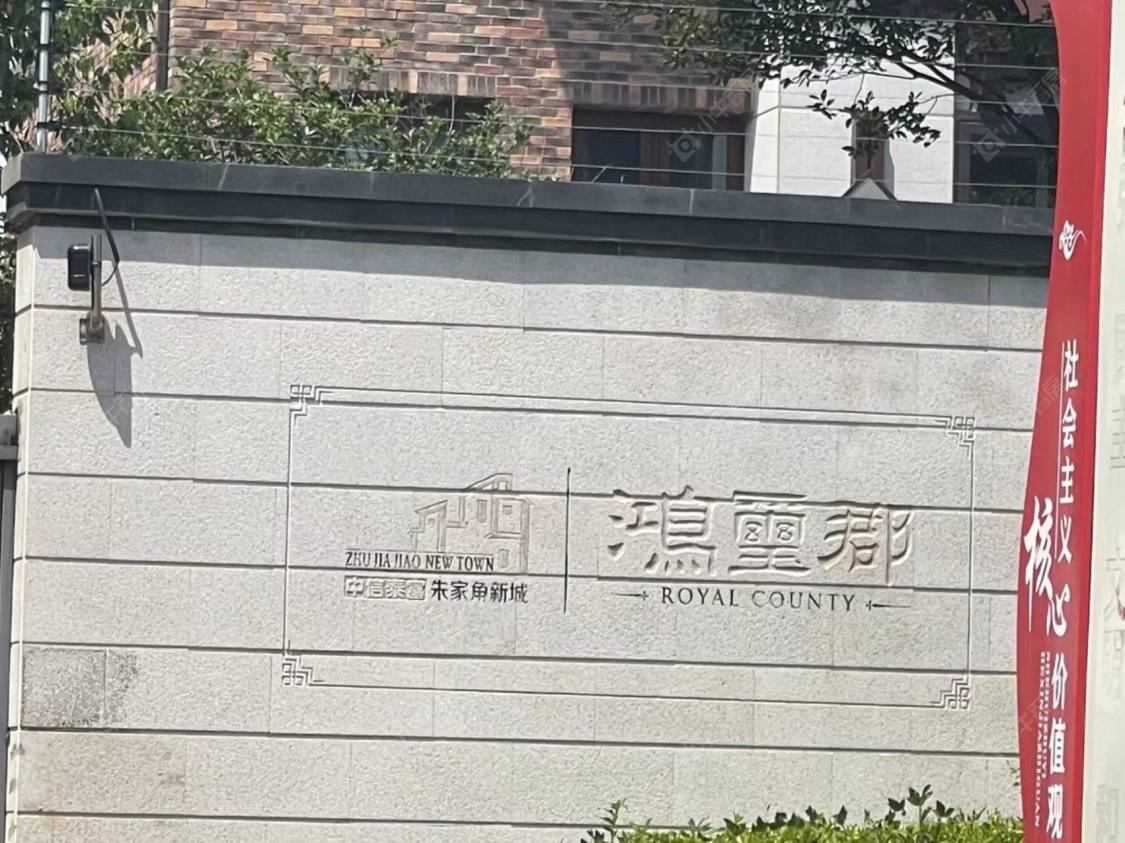 ZHU JIA JIAO NEW TOWN
中信泰富 朱家角新城
鴻璽郡
ROYAL COUNTY
社会主义
核心价值观